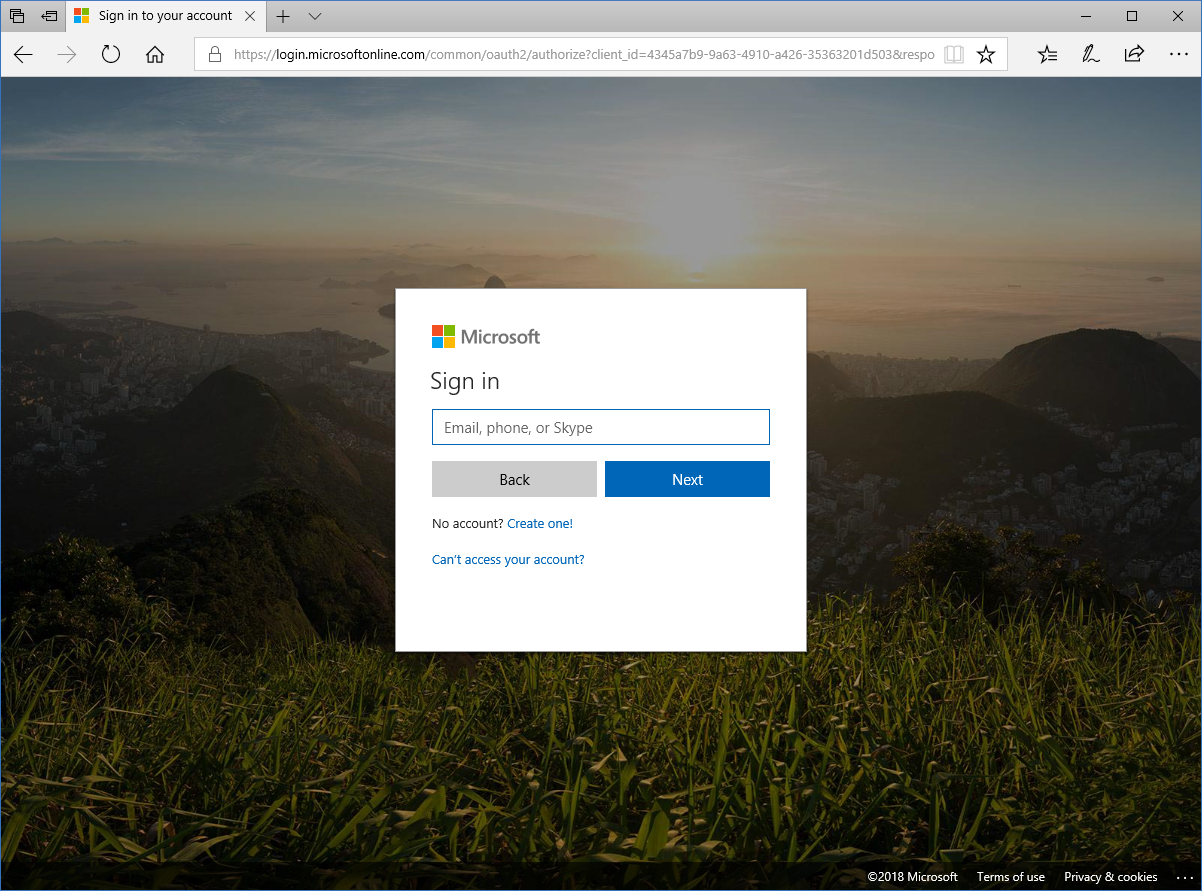 Sign in to your account
https://login.microsoftonline.com/common/oauth2/authorize?client_id=4345a7b9-9a63-4910-a426-35363201d503&respo
Microsoft
Sign in
Email, phone, or Skype
Back Next
No account? Create one!
Can't access your account?
©2018 Microsoft Terms of use Privacy & cookies ...